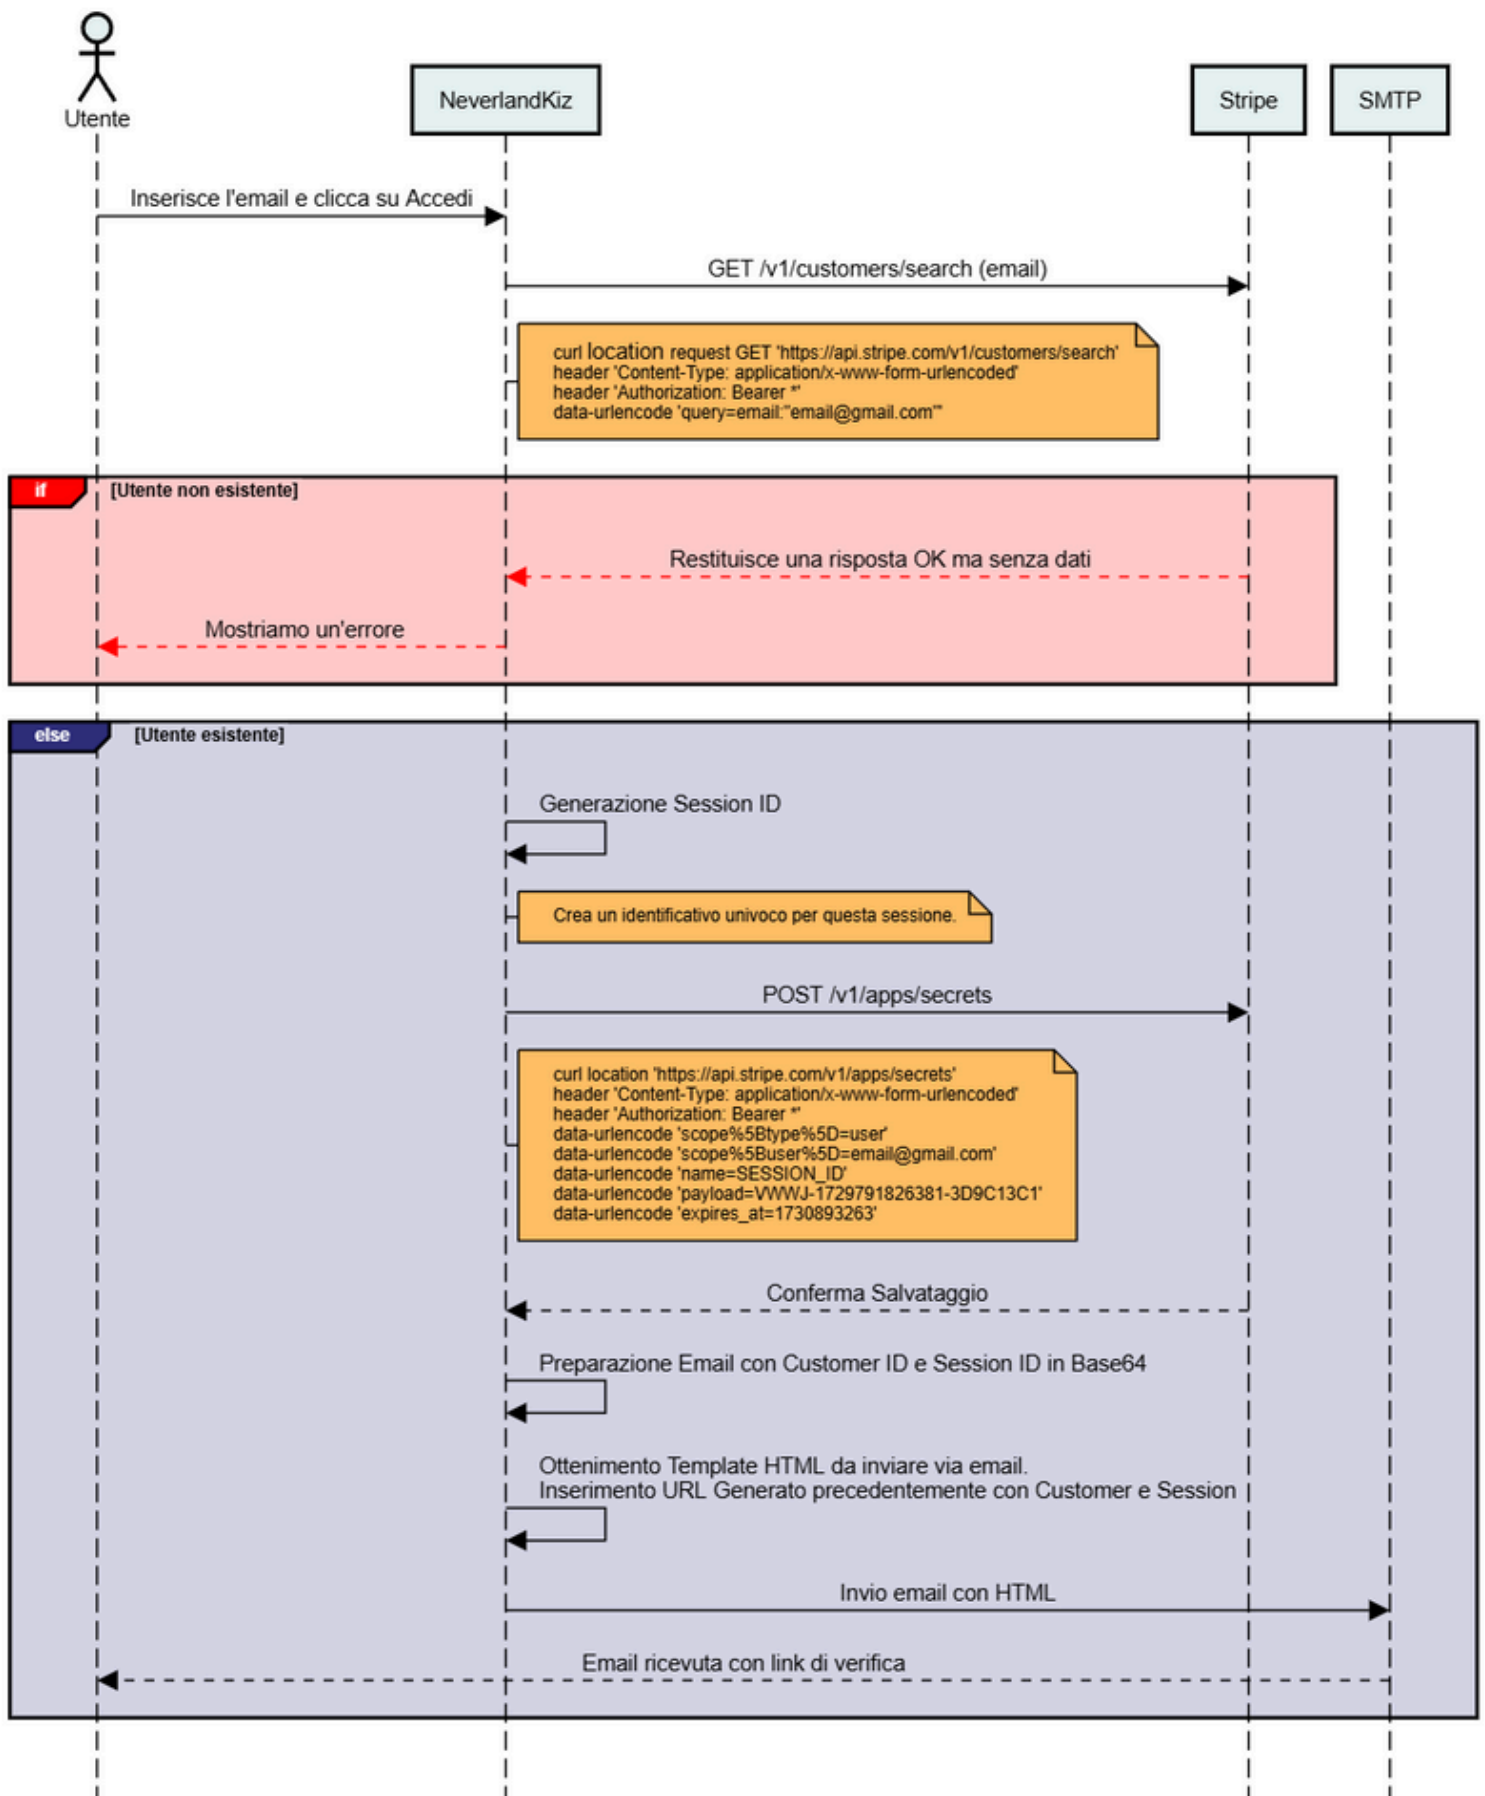 Utente
NeverlandKiz
Stripe
SMTP
Inserisce l'email e clicca su Accedi
GET /v1/customers/search (email)
curl location request GET 'https://api.stripe.com/v1/customers/search'
header 'Content-Type: application/x-www-form-urlencoded'
header 'Authorization: Bearer *'
data-urlencode 'query=email:"email@gmail.com"'
if
[Utente non esistente]
Restituisce una risposta OK ma senza dati
Mostriamo un'errore
else
[Utente esistente]
Generazione Session ID
Crea un identificativo univoco per questa sessione.
POST /v1/apps/secrets
curl location 'https://api.stripe.com/v1/apps/secrets'
header 'Content-Type: application/x-www-form-urlencoded'
header 'Authorization: Bearer *'
data-urlencode 'scope%5Btype%5D=user'
data-urlencode 'scope%5Buser%5D=email@gmail.com'
data-urlencode 'name=SESSION_ID'
data-urlencode 'payload=VWWJ-1729791826381-3D9C13C1'
data-urlencode 'expires_at=1730893263'
Conferma Salvataggio
Preparazione Email con Customer ID e Session ID in Base64
Ottenimento Template HTML da inviare via email.
Inserimento URL Generato precedentemente con Customer e Session
Invio email con HTML
Email ricevuta con link di verifica